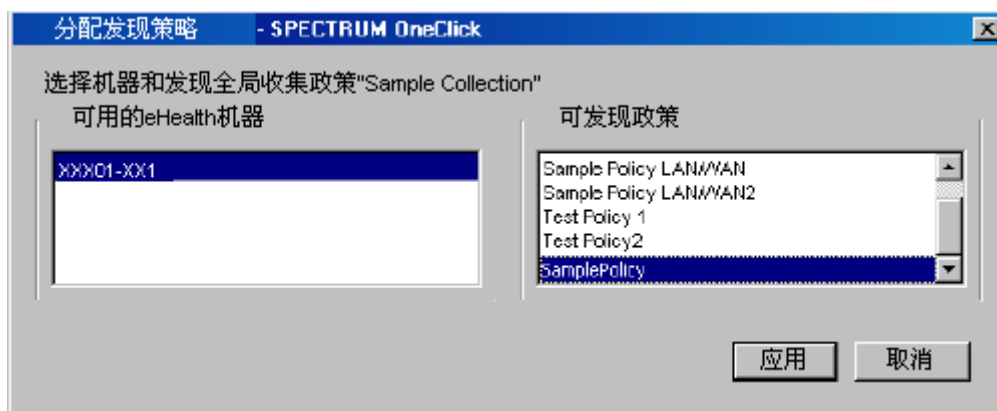 分配发现策略 - SPECTRUM OneClick
选择机器和发现全局收集政策"Sample Collection"
可用的eHealth机器
XXX01-XX1
可发现政策
Sample Policy LAN/WAN
Sample Policy LAN/WAN2
Test Policy 1
Test Policy2
SamplePolicy
应用
取消